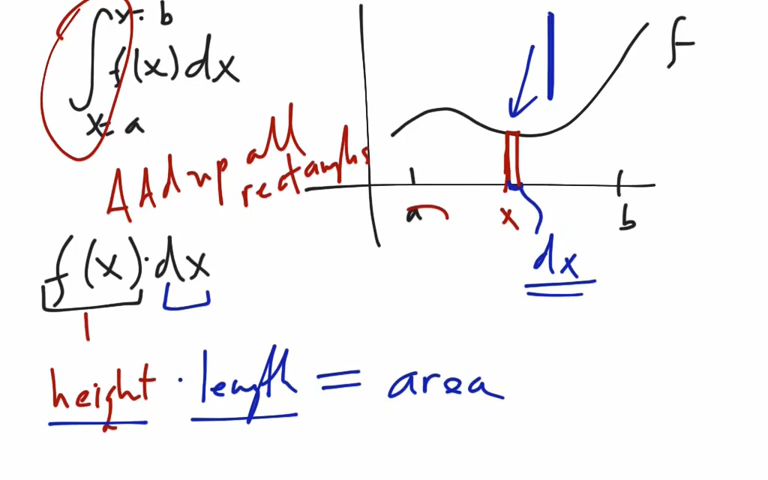 ∫ x=b
f(x)dx
x=a
f
Add up all
rectangles
a x b
dx
f(x)·dx
height · length = area